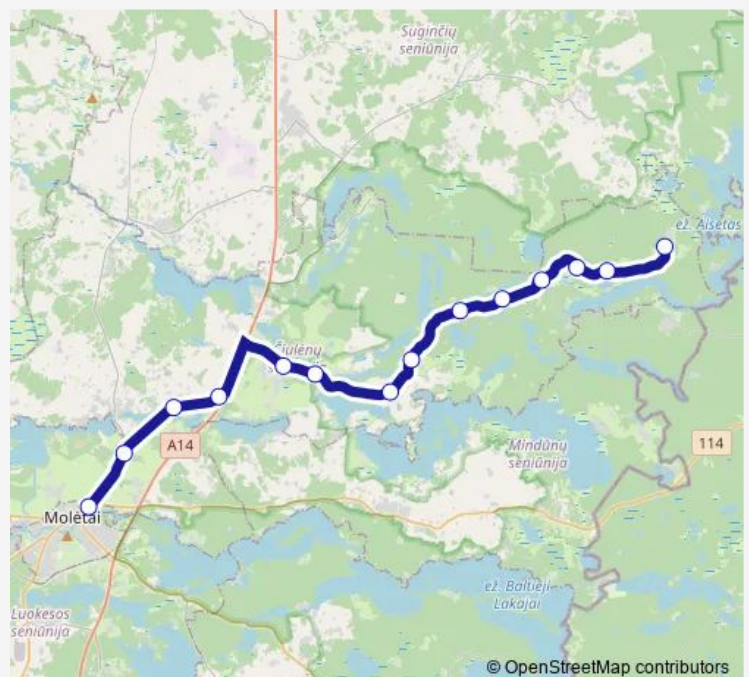 Suginčių
seniūnija
ež. Aisetas
Čiulėnų
A14
Mindūnų
seniūnija
114
Molėtai
ež. Baltieji
Lakajai
Luokesos
seniūnija
© OpenStreetMap contributors